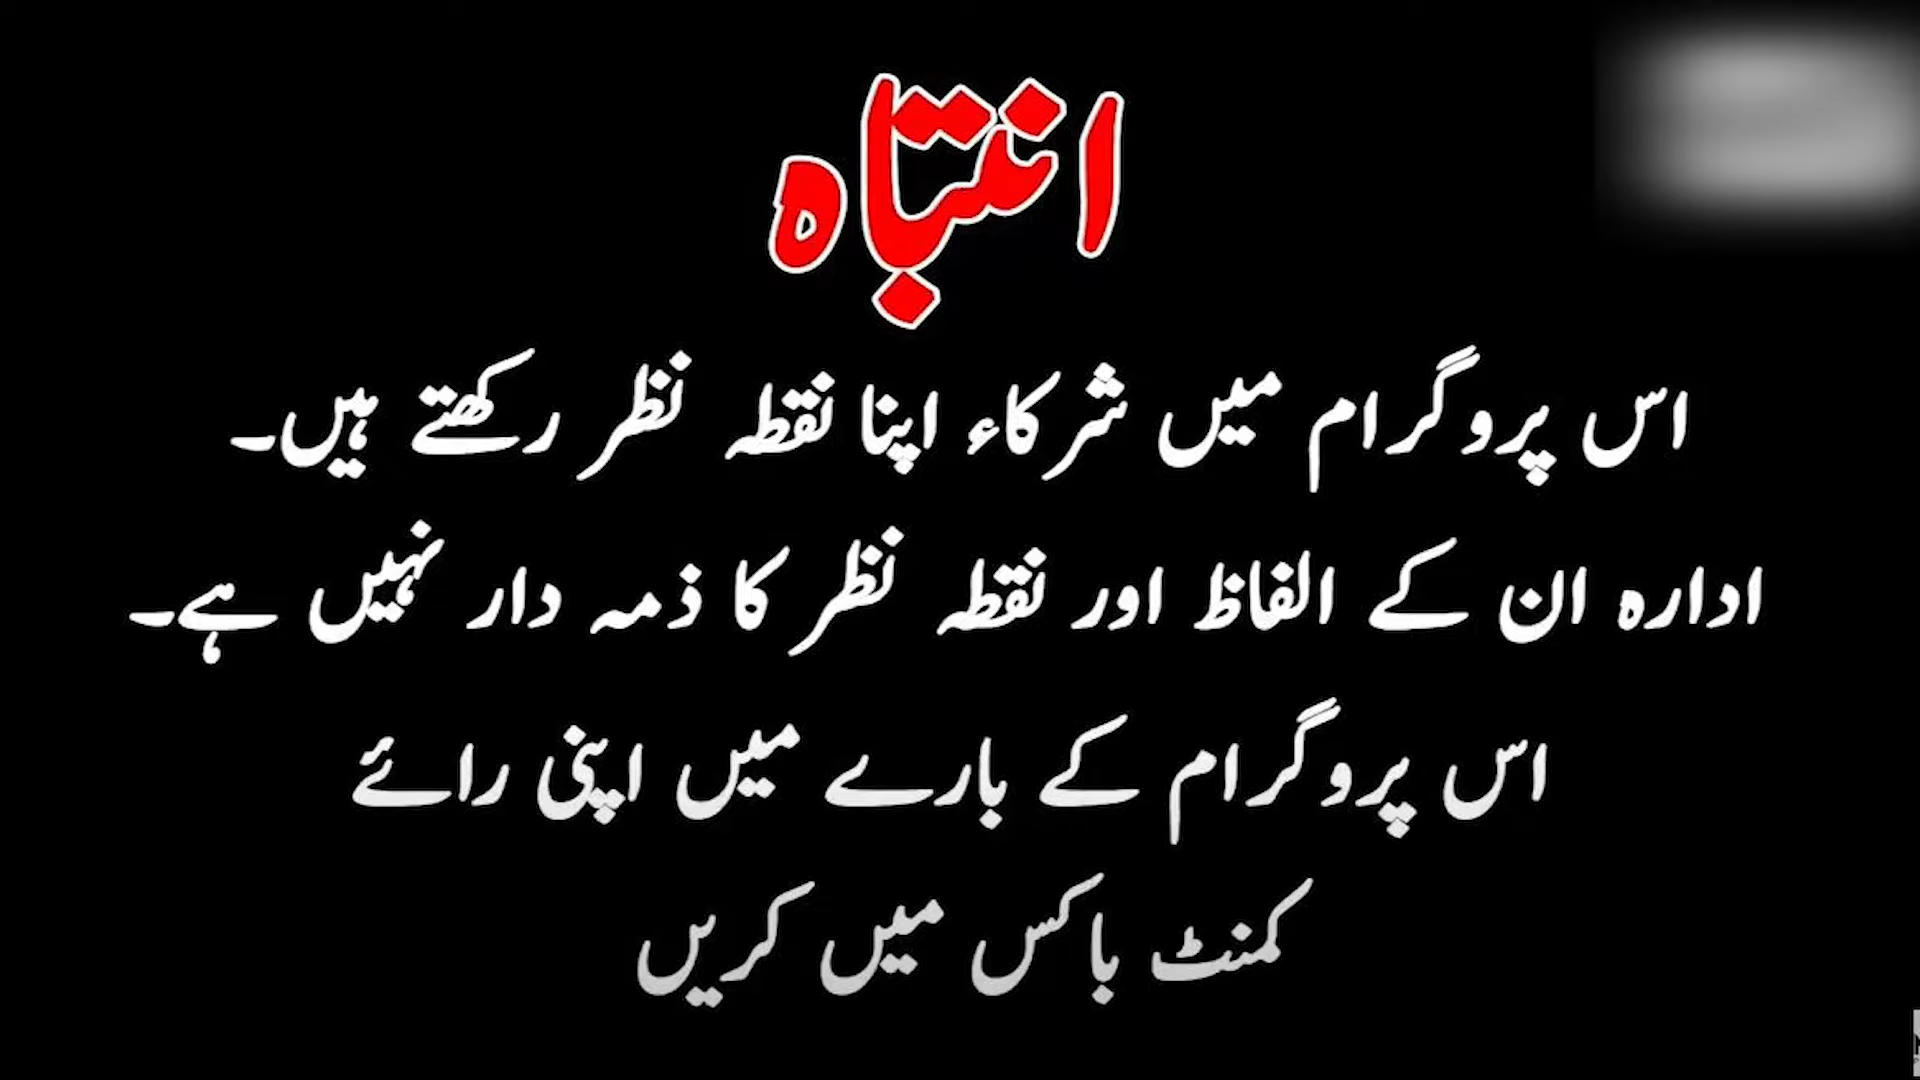 انتباہ
اس پروگرام میں شرکاء اپنا نقطہ نظر رکھتے ہیں۔
ادارہ ان کے الفاظ اور نقطہ نظر کا ذمہ دار نہیں ہے۔
اس پروگرام کے بارے میں اپنی رائے
کمنٹ باکس میں کریں